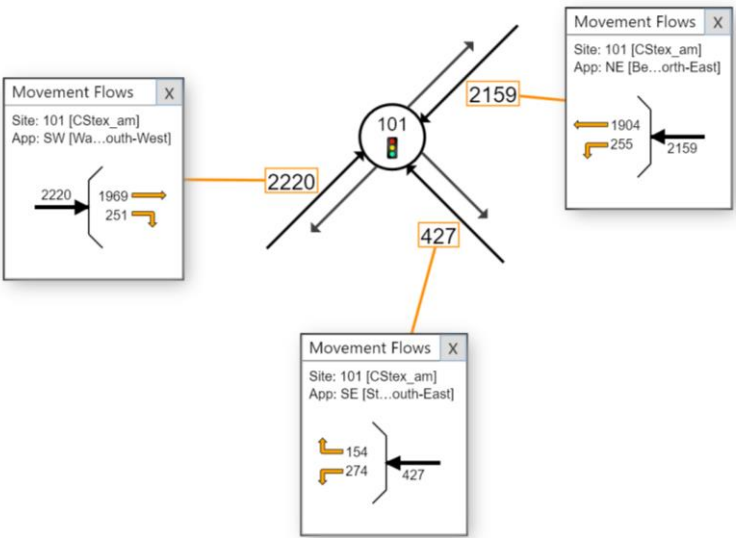 Movement Flows X
Site: 101 [CStex_am]
App: SW [Wa...outh-West]
2220
1969
251
2220
101
2159
427
Movement Flows X
Site: 101 [CStex_am]
App: NE [Be...orth-East]
1904
255
2159
Movement Flows X
Site: 101 [CStex_am]
App: SE [St...outh-East]
154
274
427